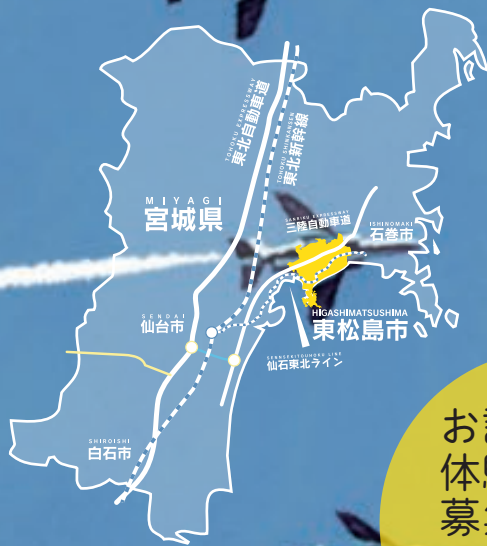 TOHOKU EXPRESSWAY
東北自動車道
TOHOKU SHINKANSEN
東北新幹線
MIYAGI
宮城県
SANRIKU EXPRESSWAY
三陸自動車道
ISHINOMAKI
石巻市
SENDAI
仙台市
HIGASHIMATSUSHIMA
東松島市
SENSEKITOUHOKU LINE
仙石東北ライン
SHIROISHI
白石市
お
体
募